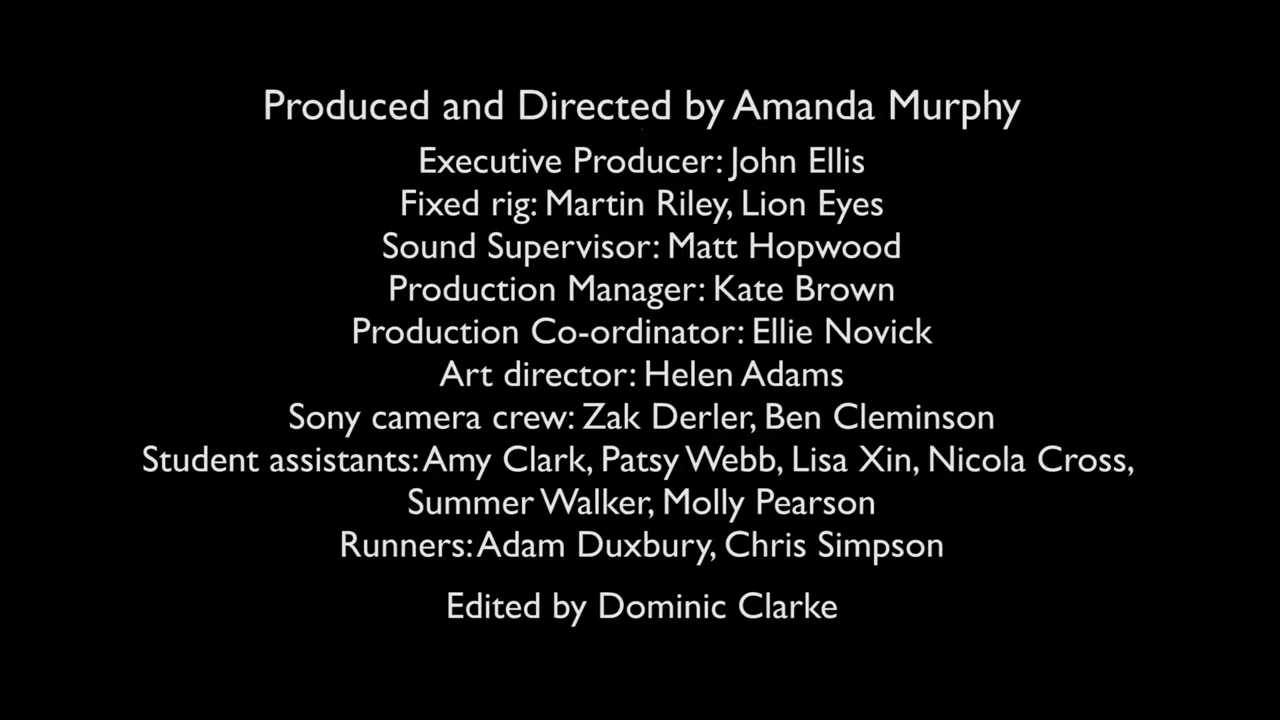 Produced and Directed by Amanda Murphy
Executive Producer: John Ellis
Fixed rig: Martin Riley, Lion Eyes
Sound Supervisor: Matt Hopwood
Production Manager: Kate Brown
Production Co-ordinator: Ellie Novick
Art director: Helen Adams
Sony camera crew: Zak Derler, Ben Cleminson
Student assistants: Amy Clark, Patsy Webb, Lisa Xin, Nicola Cross,
Summer Walker, Molly Pearson
Runners: Adam Duxbury, Chris Simpson
Edited by Dominic Clarke